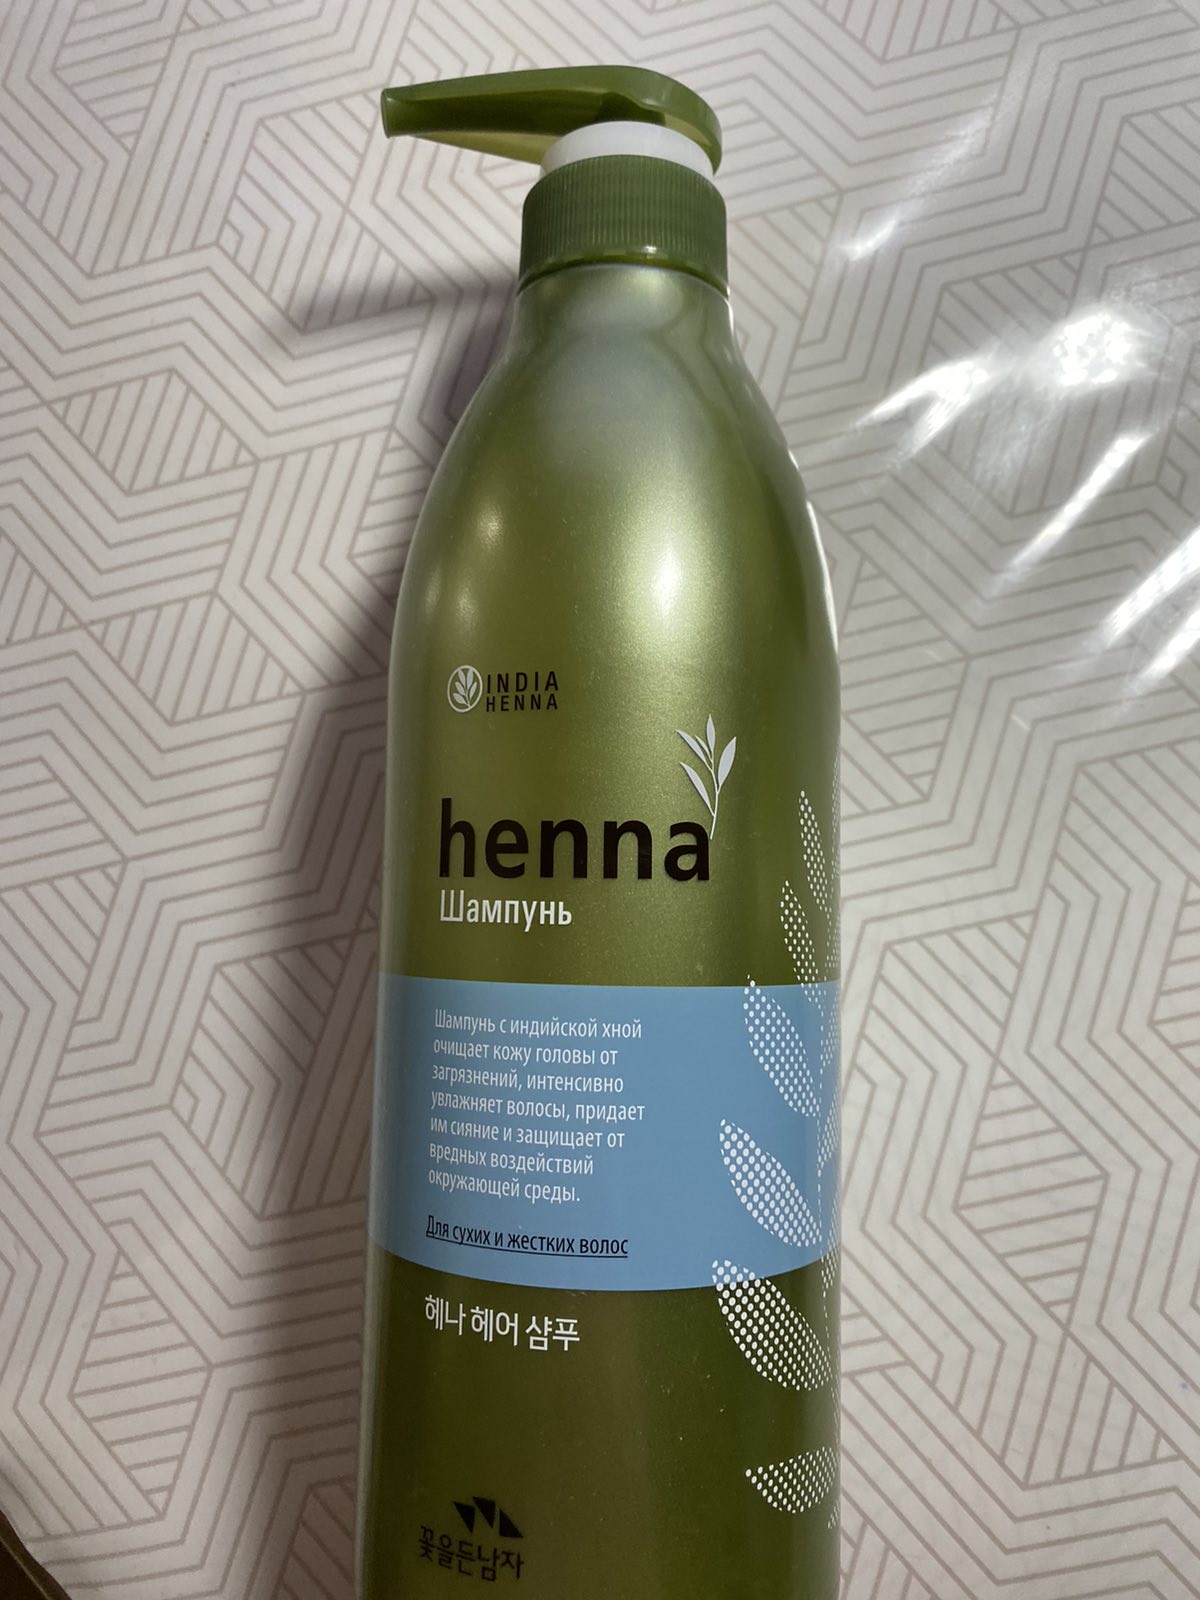 INDIA
HENNA
henna
Шампунь
Шампунь с индийской хной
очищает кожу головы от
загрязнений, интенсивно
увлажняет волосы, придает
им сияние и защищает от
вредных воздействий
окружающей среды.
Для сухих и жестких волос
헤나 헤어 샴푸
꽃을든남자